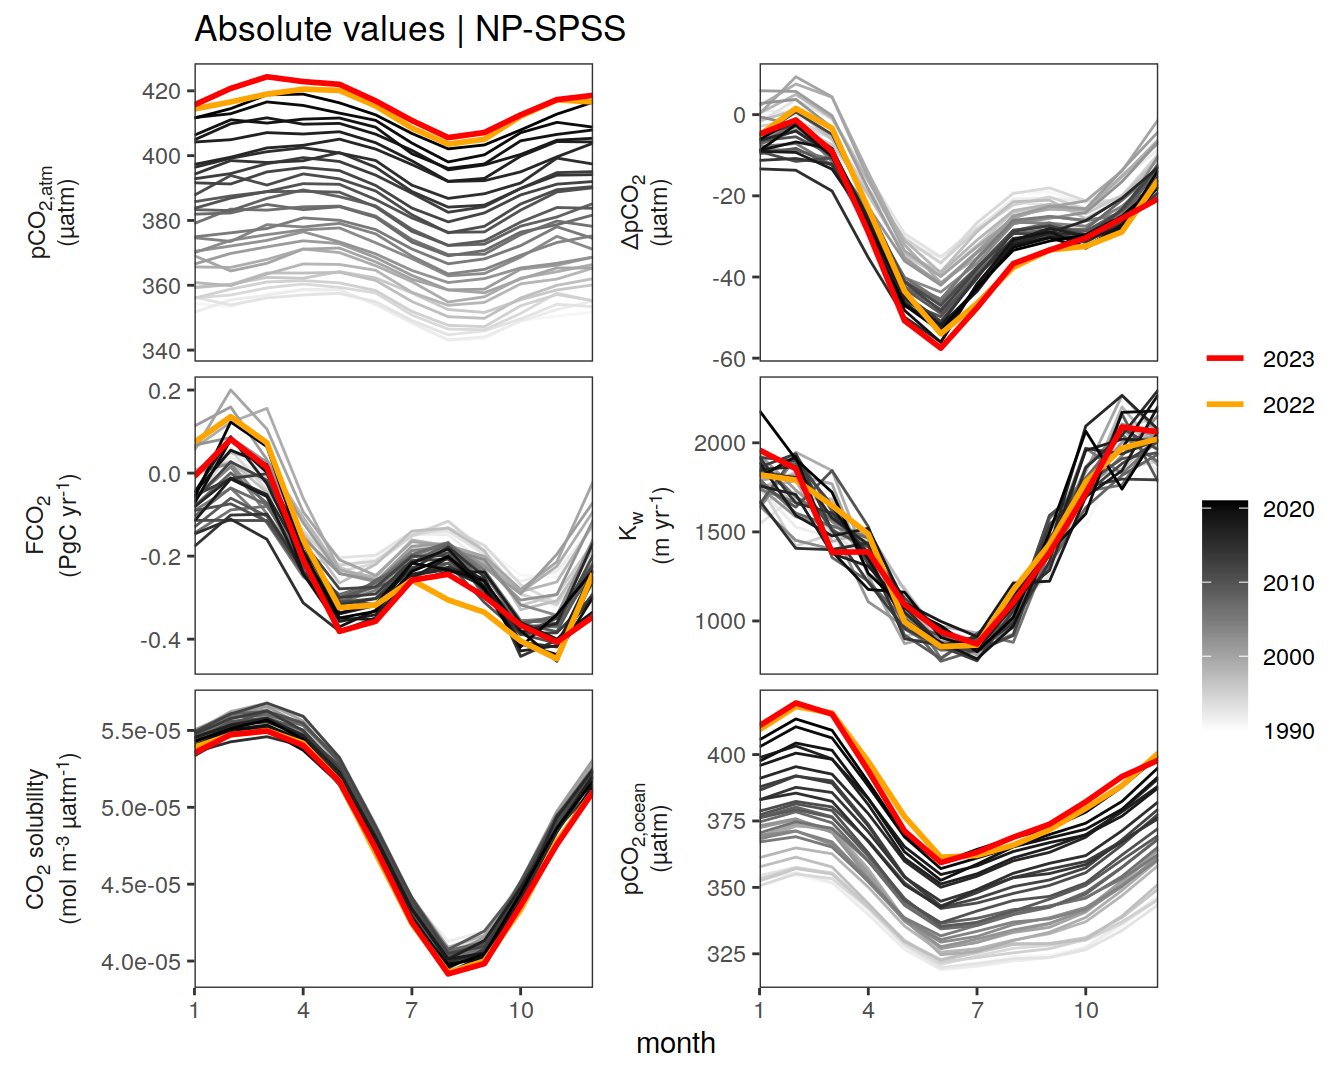 Absolute values | NP-SPSS
pCO2,atm
(µatm)
420
400
380
360
340
ΔpCO2
(µatm)
0
-20
-40
-60
FCO2
(PgC yr-1)
0.2
0.0
-0.2
-0.4
Kw
(m yr-1)
2000
1500
1000
CO2 solubility
(mol m-3 µatm-1)
5.5e-05
5.0e-05
4.5e-05
4.0e-05
1
4
7
10
pCO2,ocean
(µatm)
400
375
350
325
1
4
7
10
month
2023
2022
2020
2010
2000
1990